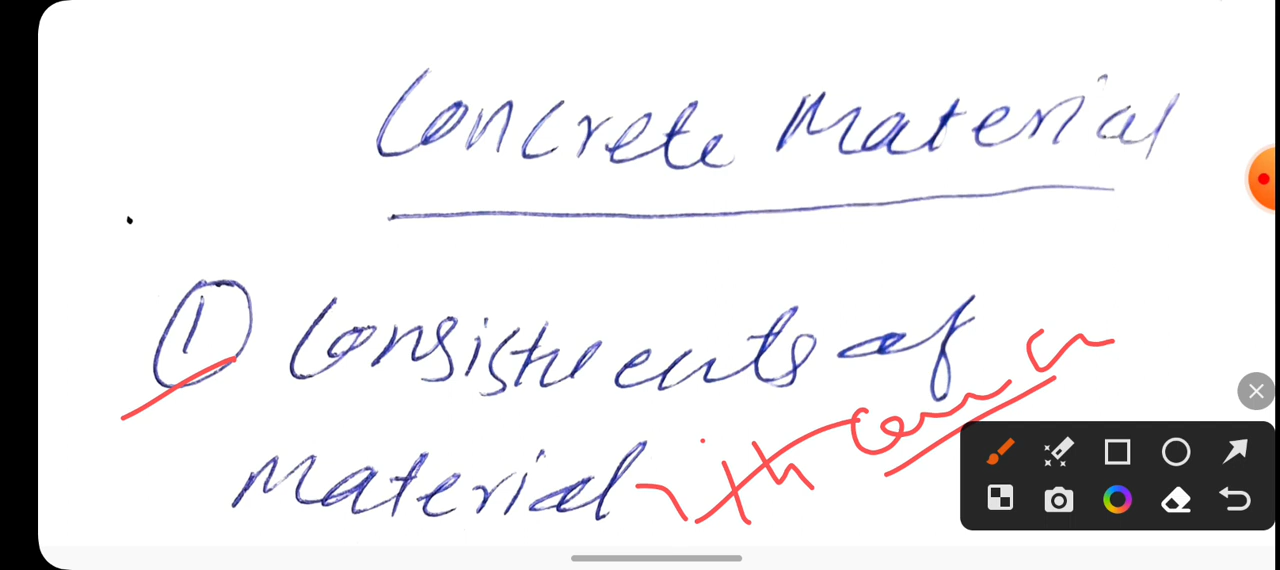 Concrete Material
① Consistuents of
Material